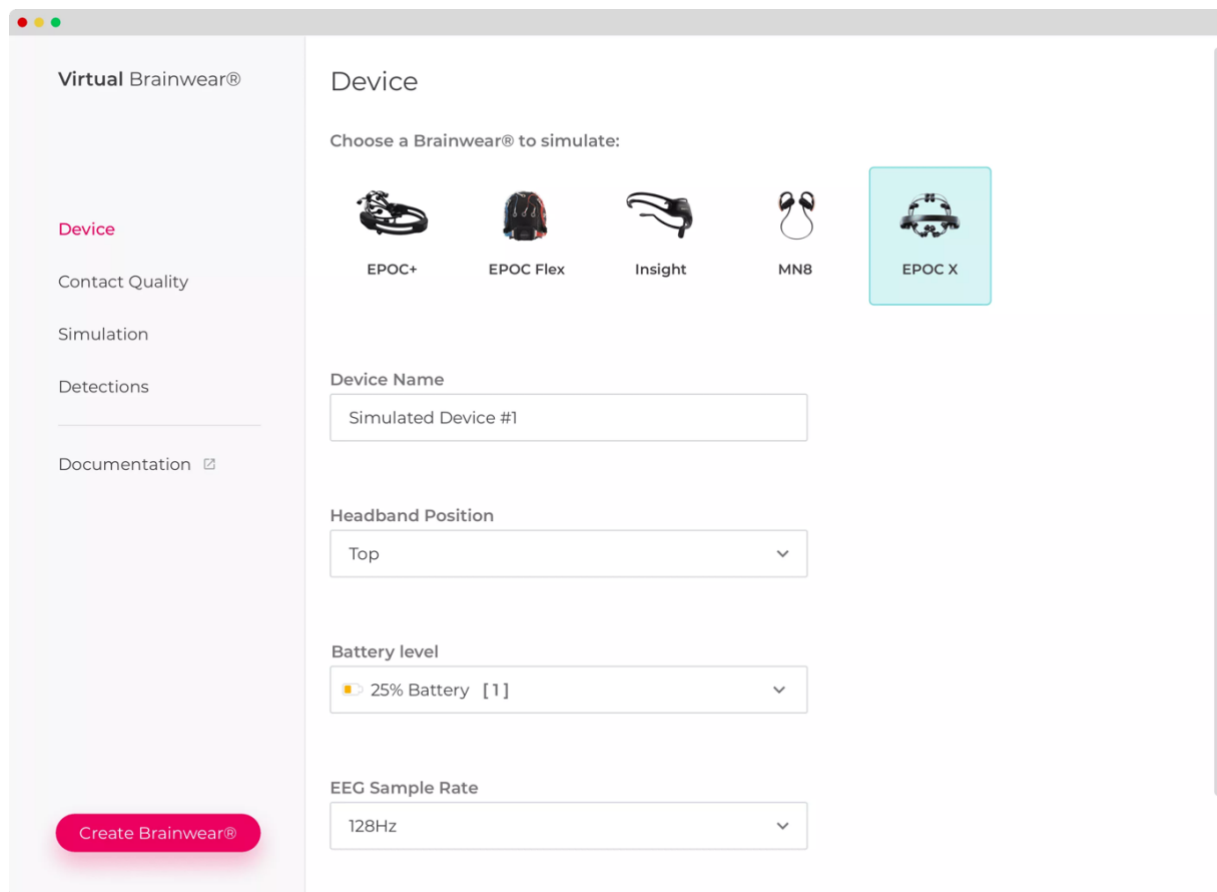 Virtual Brainwear®
Device
Contact Quality
Simulation
Detections
Documentation
Create Brainwear®
Device
Choose a Brainwear® to simulate:
EPOC+ EPOC Flex Insight MN8 EPOC X
Device Name
Simulated Device #1
Headband Position
Top
Battery level
25% Battery [1]
EEG Sample Rate
128Hz